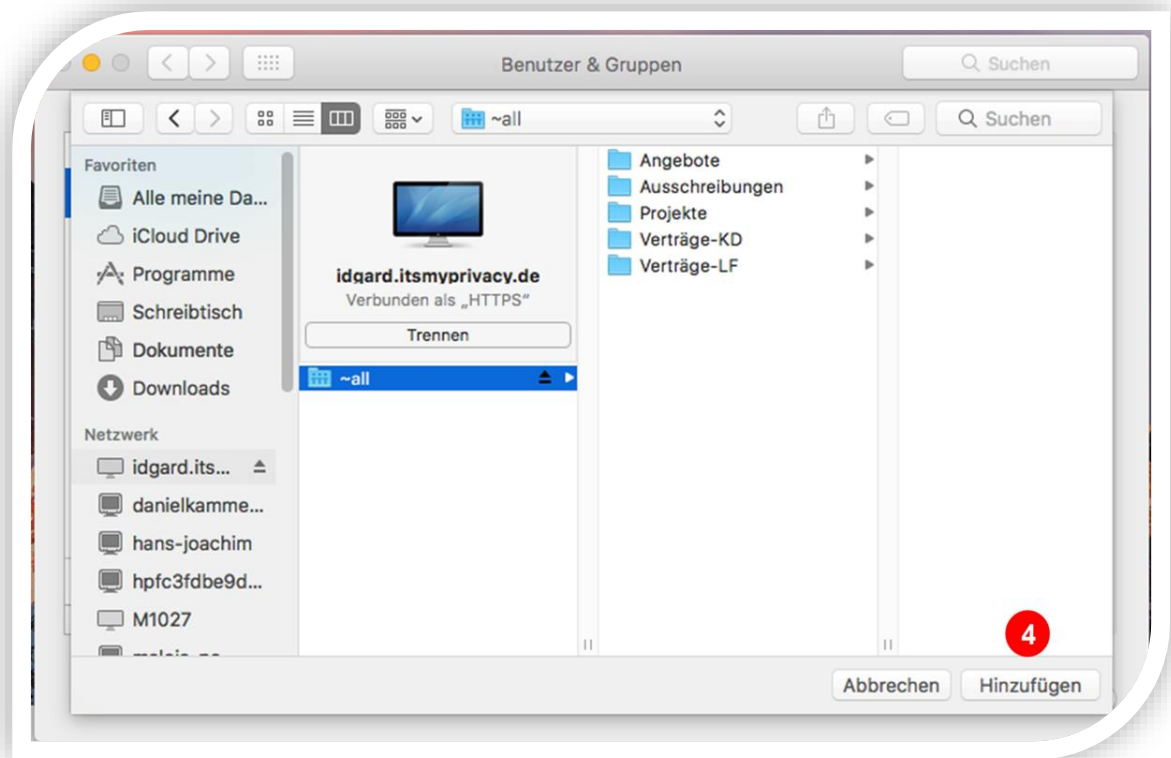 Benutzer & Gruppen
Suchen
~all
Suchen
Favoriten
Alle meine Da...
iCloud Drive
Programme
Schreibtisch
Dokumente
Downloads
Netzwerk
idgard.its...
danielkamme...
hans-joachim
hpfc3fdbe9d...
M1027
idgard.itsmyprivacy.de
Verbunden als „HTTPS“
Trennen
~all
Angebote
Ausschreibungen
Projekte
Verträge-KD
Verträge-LF
4
Abbrechen
Hinzufügen